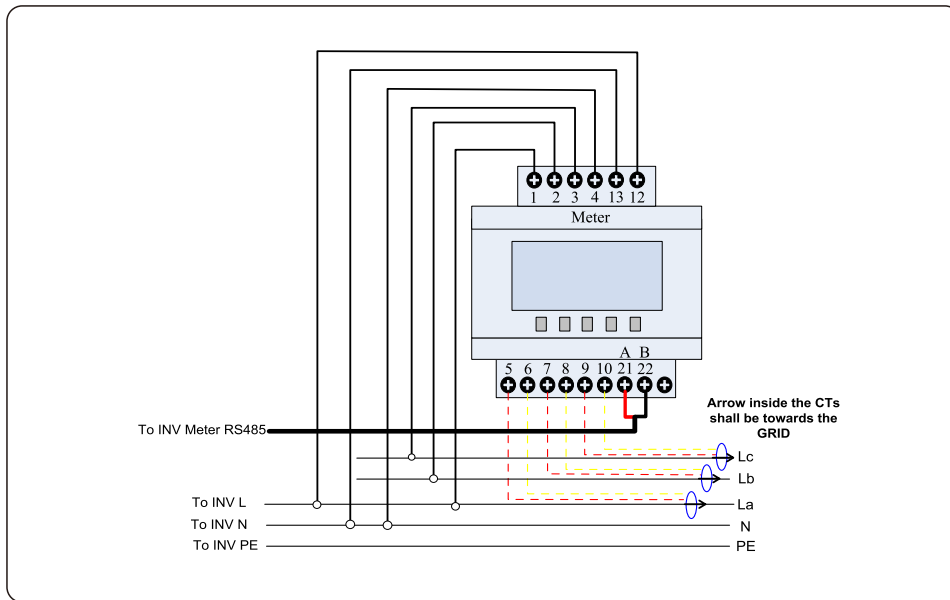 1 2 3 4 13 12
Meter
A B
5 6 7 8 9 10 21 22
Arrow inside the CTs
shall be towards the
GRID
To INV Meter RS485
Lc
Lb
To INV L La
To INV N N
To INV PE PE